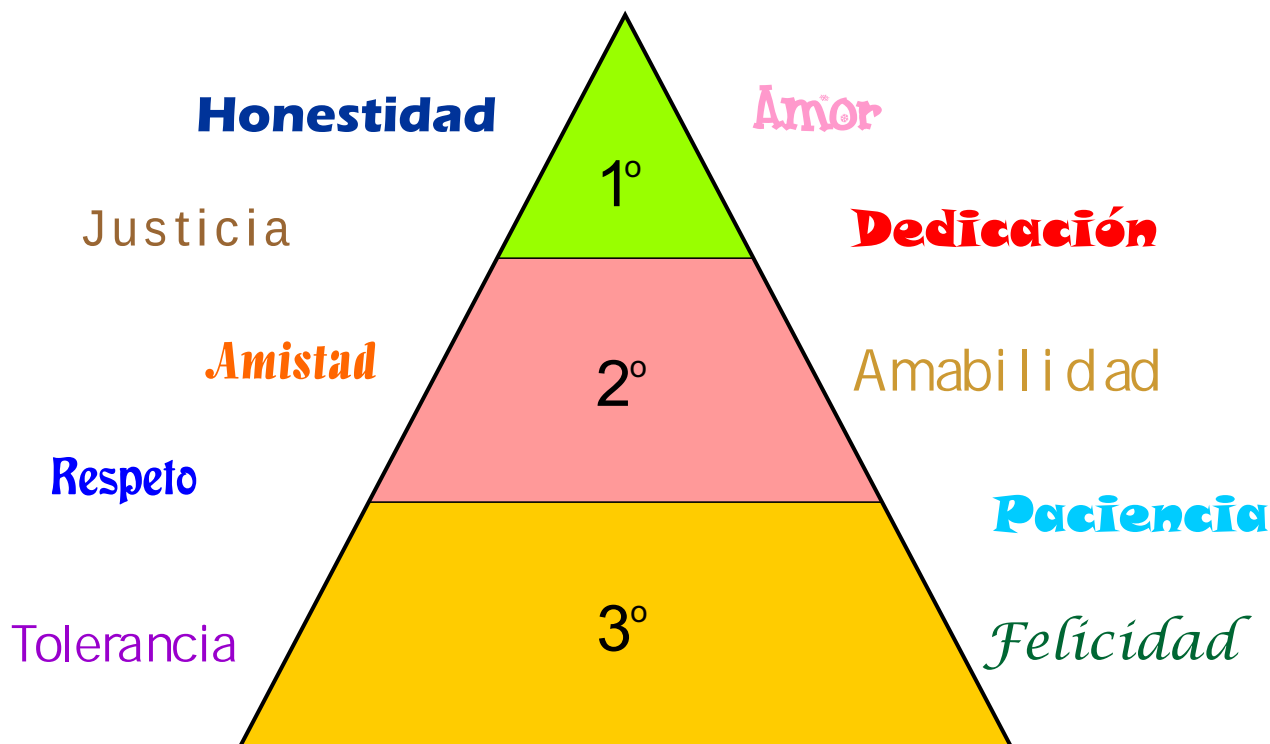 Honestidad
Amor
1º
Justicia
Dedicación
Amistad
2º
Amabilidad
Respeto
Paciencia
3º
Tolerancia
Felicidad